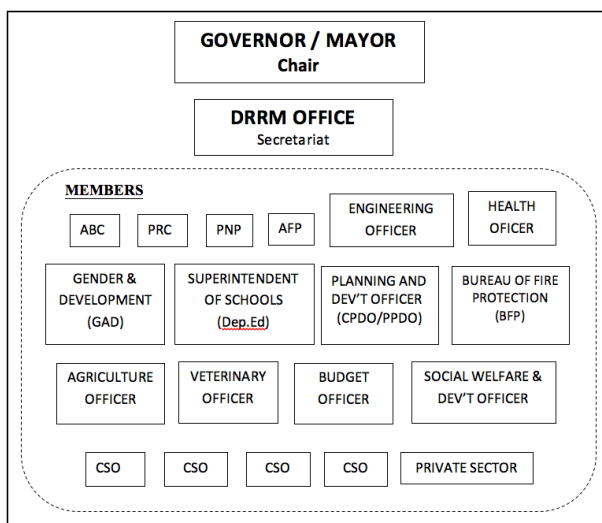 GOVERNOR / MAYOR
Chair
DRRM OFFICE
Secretariat
MEMBERS
ABC
PRC
PNP
AFP
ENGINEERING
OFFICER
HEALTH
OFICER
GENDER &
DEVELOPMENT
(GAD)
SUPERINTENDENT
OF SCHOOLS
(Dep.Ed)
PLANNING AND
DEV'T OFFICER
(CPDO/PPDO)
BUREAU OF FIRE
PROTECTION
(BFP)
AGRICULTURE
OFFICER
VETERINARY
OFFICER
BUDGET
OFFICER
SOCIAL WELFARE &
DEV'T OFFICER
CSO
CSO
CSO
CSO
PRIVATE SECTOR